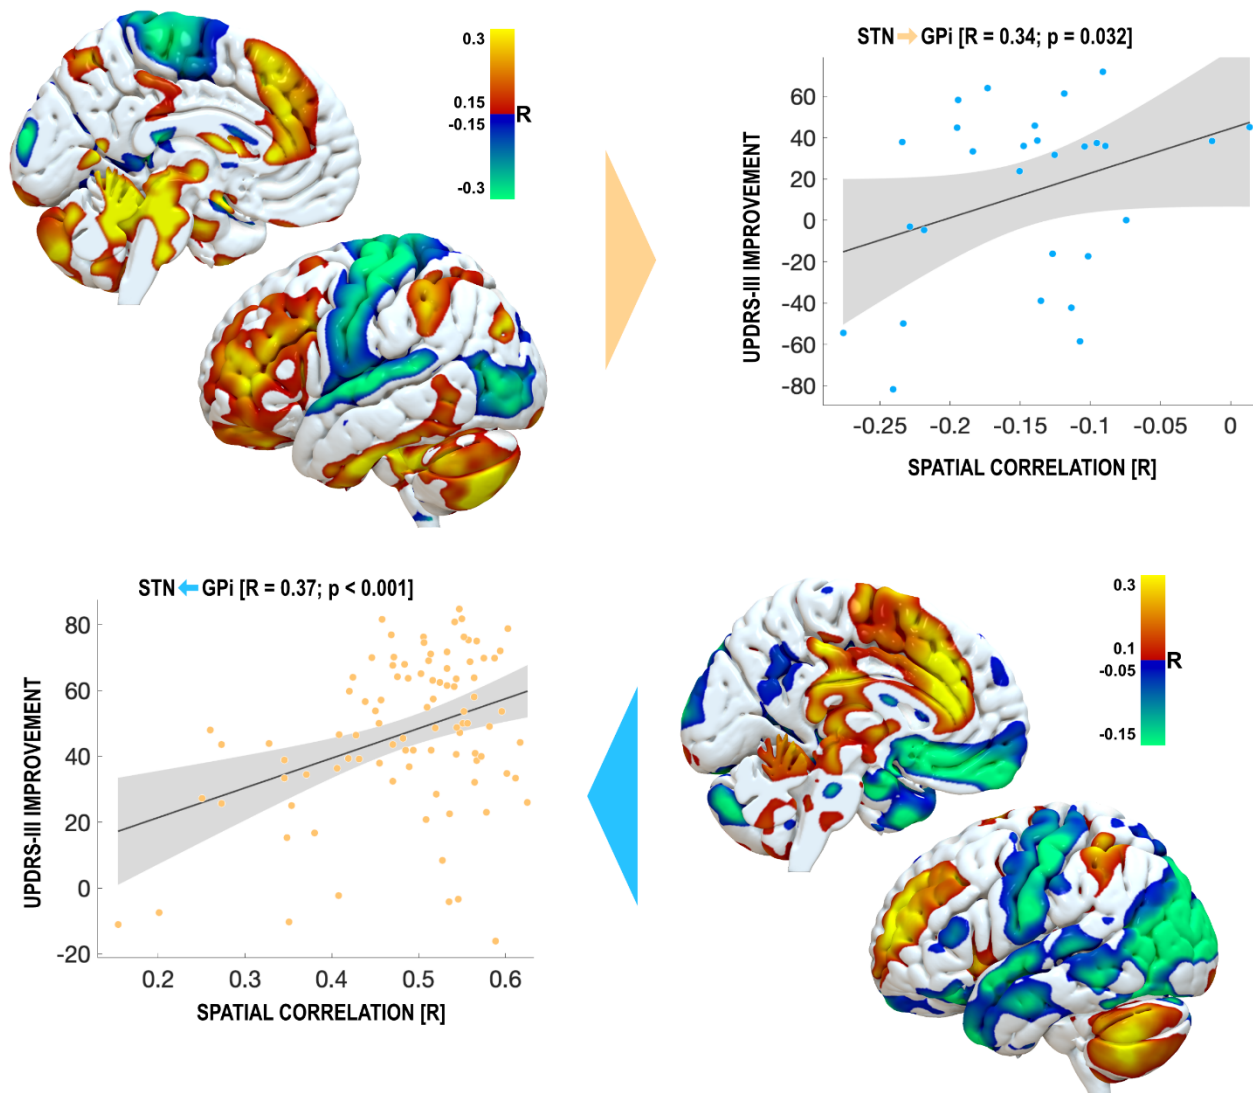 0.3
0.15
-0.15
R
-0.3
STN GPi [R = 0.34; p = 0.032]
UPDRS-III IMPROVEMENT
60
40
20
0
-20
-40
-60
-80
-0.25 -0.2 -0.15 -0.1 -0.05 0
SPATIAL CORRELATION [R]
STN GPi [R = 0.37; p < 0.001]
UPDRS-III IMPROVEMENT
80
60
40
20
0
-20
0.2 0.3 0.4 0.5 0.6
SPATIAL CORRELATION [R]
0.3
0.1
-0.05
R
-0.15